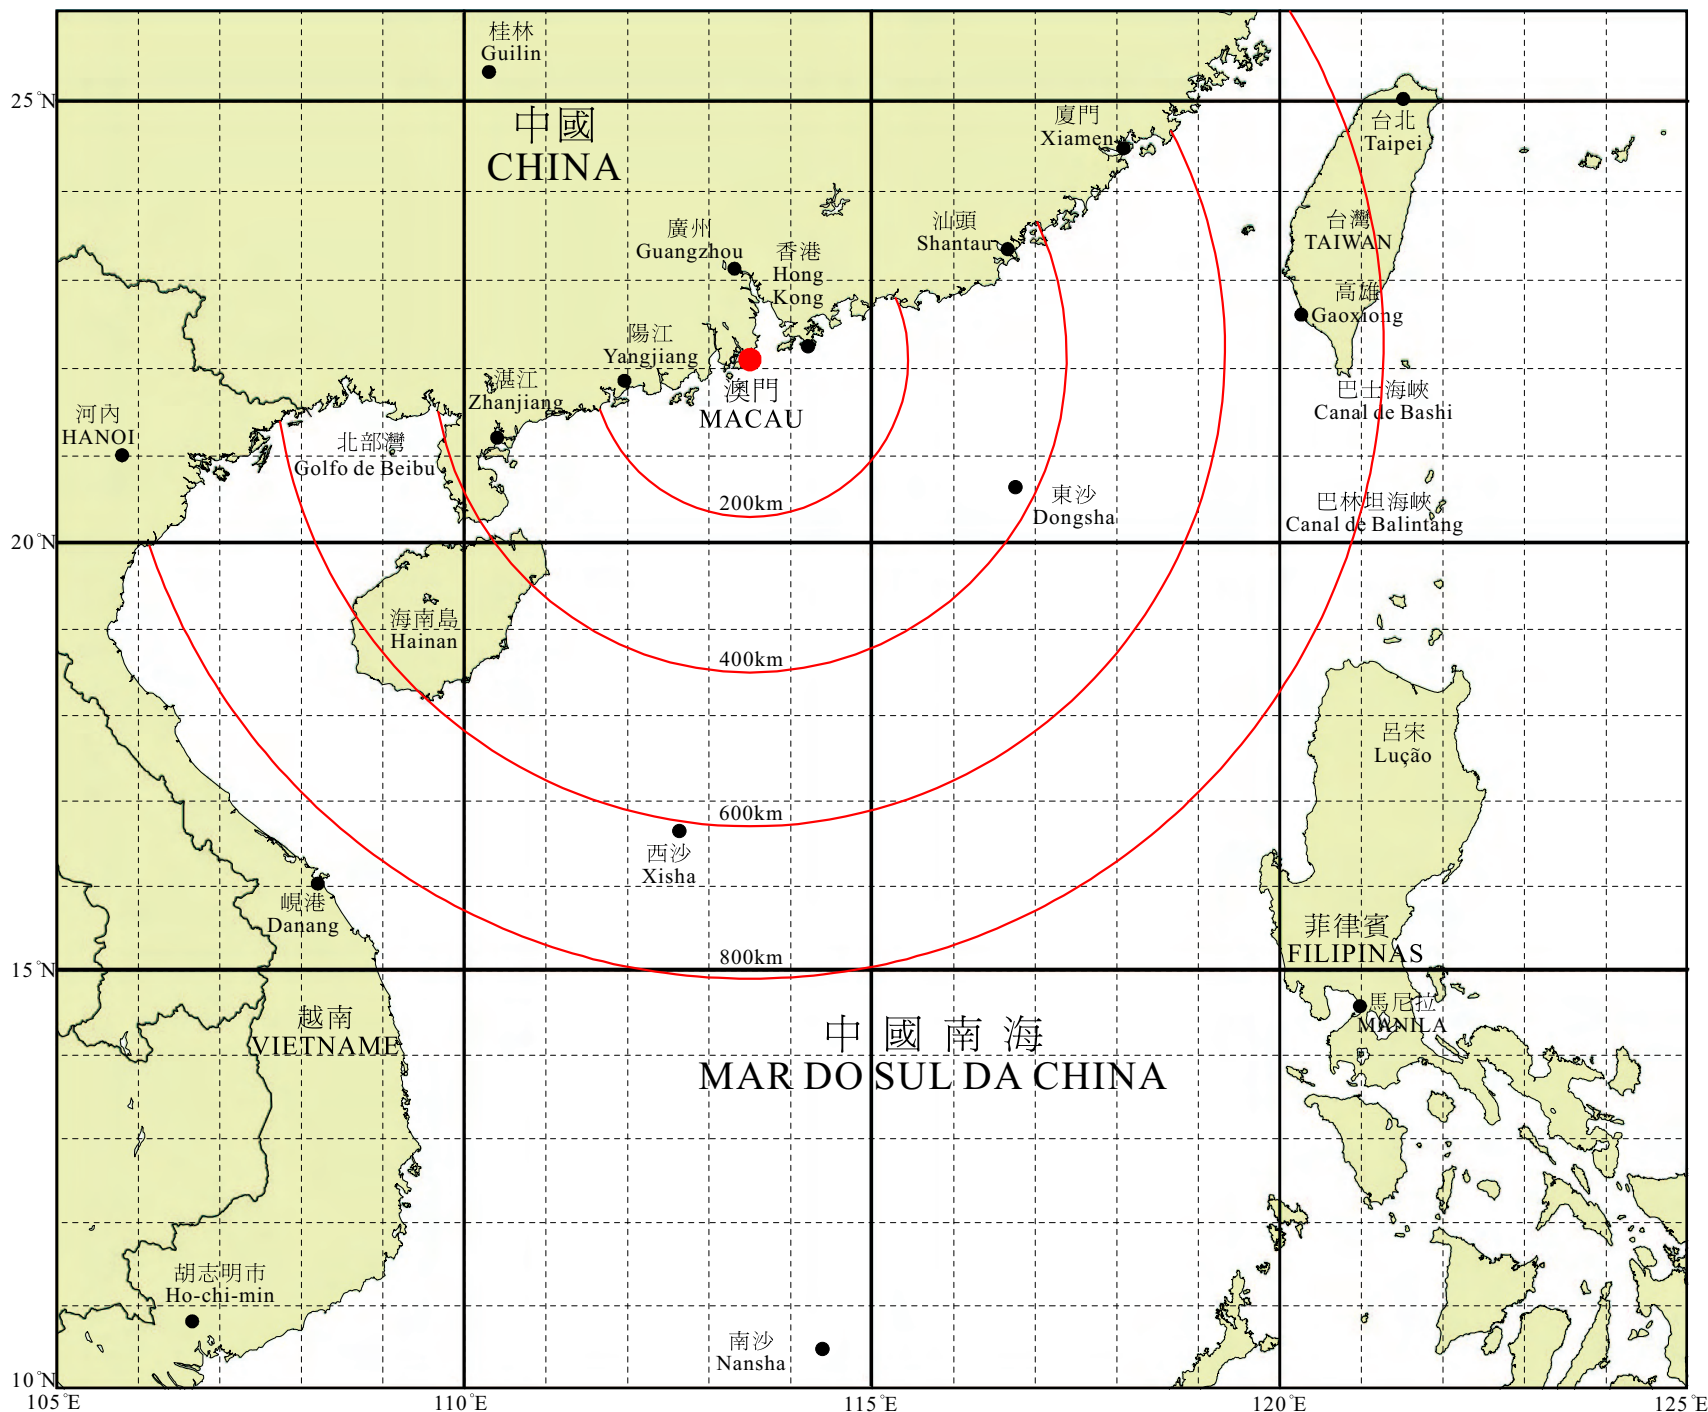 桂林
Guilin
25°N
中國
CHINA
廈門
Xiamen
台北
Taipei
廣州
Guangzhou
香港
Hong
Kong
汕頭
Shantau
台灣
TAIWAN
高雄
Gaoxiong
陽江
Yangjiang
湛江
Zhanjiang
澳門
MACAU
巴士海峽
Canal de Bashi
河內
HANOI
北部灣
Golfo de Beibu
200km
東沙
Dongsha
巴林坦海峽
Canal de Balintang
20°N
海南島
Hainan
400km
呂宋
Lução
600km
西沙
Xisha
峴港
Danang
菲律賓
FILIPINAS
800km
15°N
馬尼拉
MANILA
越南
VIETNAME
中國南海
MAR DO SUL DA CHINA
胡志明市
Ho-chi-min
南沙
Nansha
10°N
105°E
110°E
115°E
120°E
125°E